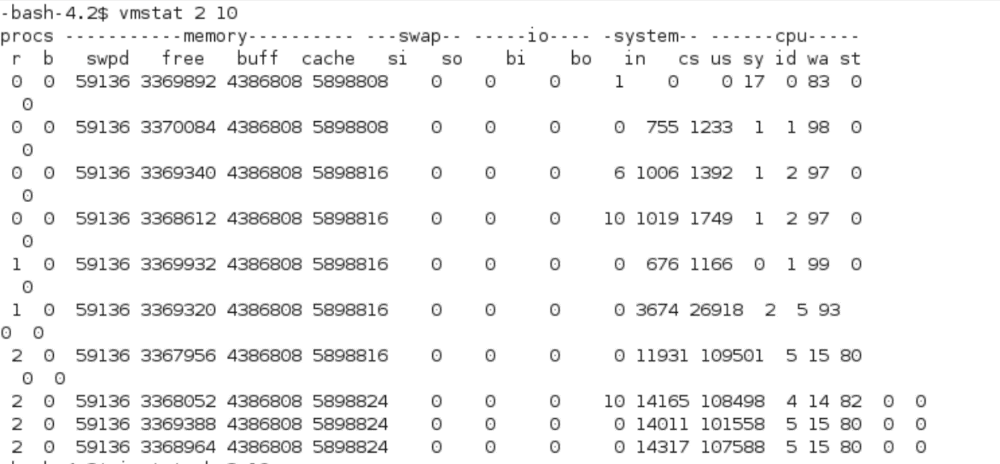 -bash-4.2$ vmstat 2 10
procs -----------memory---------- ---swap-- -----io---- -system-- ------cpu-----
 r  b   swpd   free   buff  cache   si   so    bi    bo   in   cs us sy id wa st
 0  0  59136 3369892 4386808 5898808    0    0     0     1    0    0 17  0 83  0
  0
 0  0  59136 3370084 4386808 5898808    0    0     0     0  755 1233  1  1 98  0
  0
 0  0  59136 3369340 4386808 5898816    0    0     0     6 1006 1392  1  2 97  0
  0
 0  0  59136 3368612 4386808 5898816    0    0     0    10 1019 1749  1  2 97  0
  0
 1  0  59136 3369932 4386808 5898816    0    0     0     0  676 1166  0  1 99  0
  0
 1  0  59136 3369320 4386808 5898816    0    0     0     0 3674 26918  2  5 93
0  0
 2  0  59136 3367956 4386808 5898816    0    0     0     0 11931 109501  5 15 80
  0  0
 2  0  59136 3368052 4386808 5898824    0    0     0    10 14165 108498  4 14 82  0  0
 2  0  59136 3369388 4386808 5898824    0    0     0     0 14011 101558  5 15 80  0  0
 2  0  59136 3368964 4386808 5898824    0    0     0     0 14317 107588  5 15 80  0  0